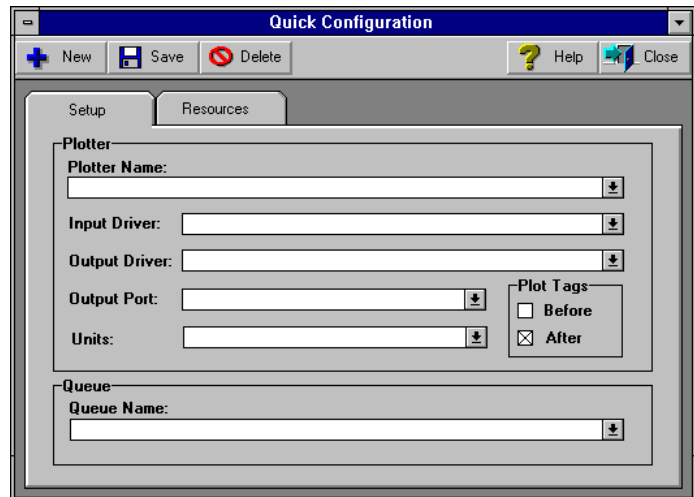 Quick Configuration
New Save Delete Help Close
Setup Resources
Plotter
Plotter Name:
Input Driver:
Output Driver:
Output Port:
Plot Tags
Before
Units:
After
Queue
Queue Name: